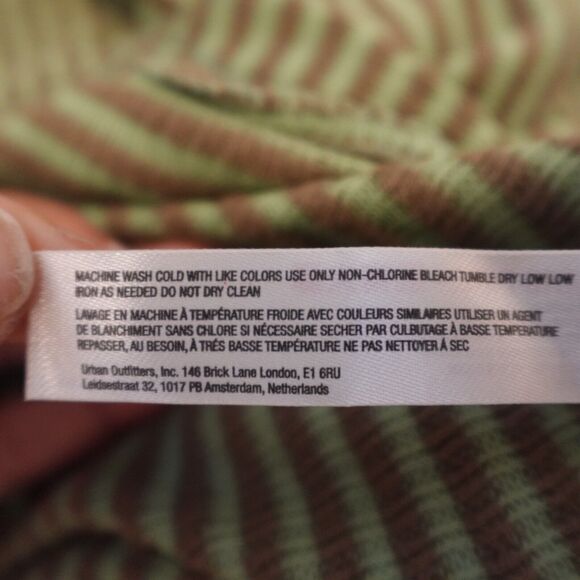 MACHINE WASH COLD WITH LIKE COLORS USE ONLY NON-CHLORINE BLEACH TUMBLE DRY LOW LOW
IRON AS NEEDED DO NOT DRY CLEAN
LAVAGE EN MACHINE À TEMPÉRATURE FROIDE AVEC COULEURS SIMILAIRES UTILISER UN AGENT
DE BLANCHIMENT SANS CHLORE SI NÉCESSAIRE SECHER PAR CULBUTAGE À BASSE TEMPERATURE
REPASSER, AU BESOIN, À TRÉS BASSE TEMPÉRATURE NE PAS NETTOYER Á SEC
Urban Outfitters, Inc. 146 Brick Lane London, E1 6RU
Leidsestraat 32, 1017 PB Amsterdam, Netherlands